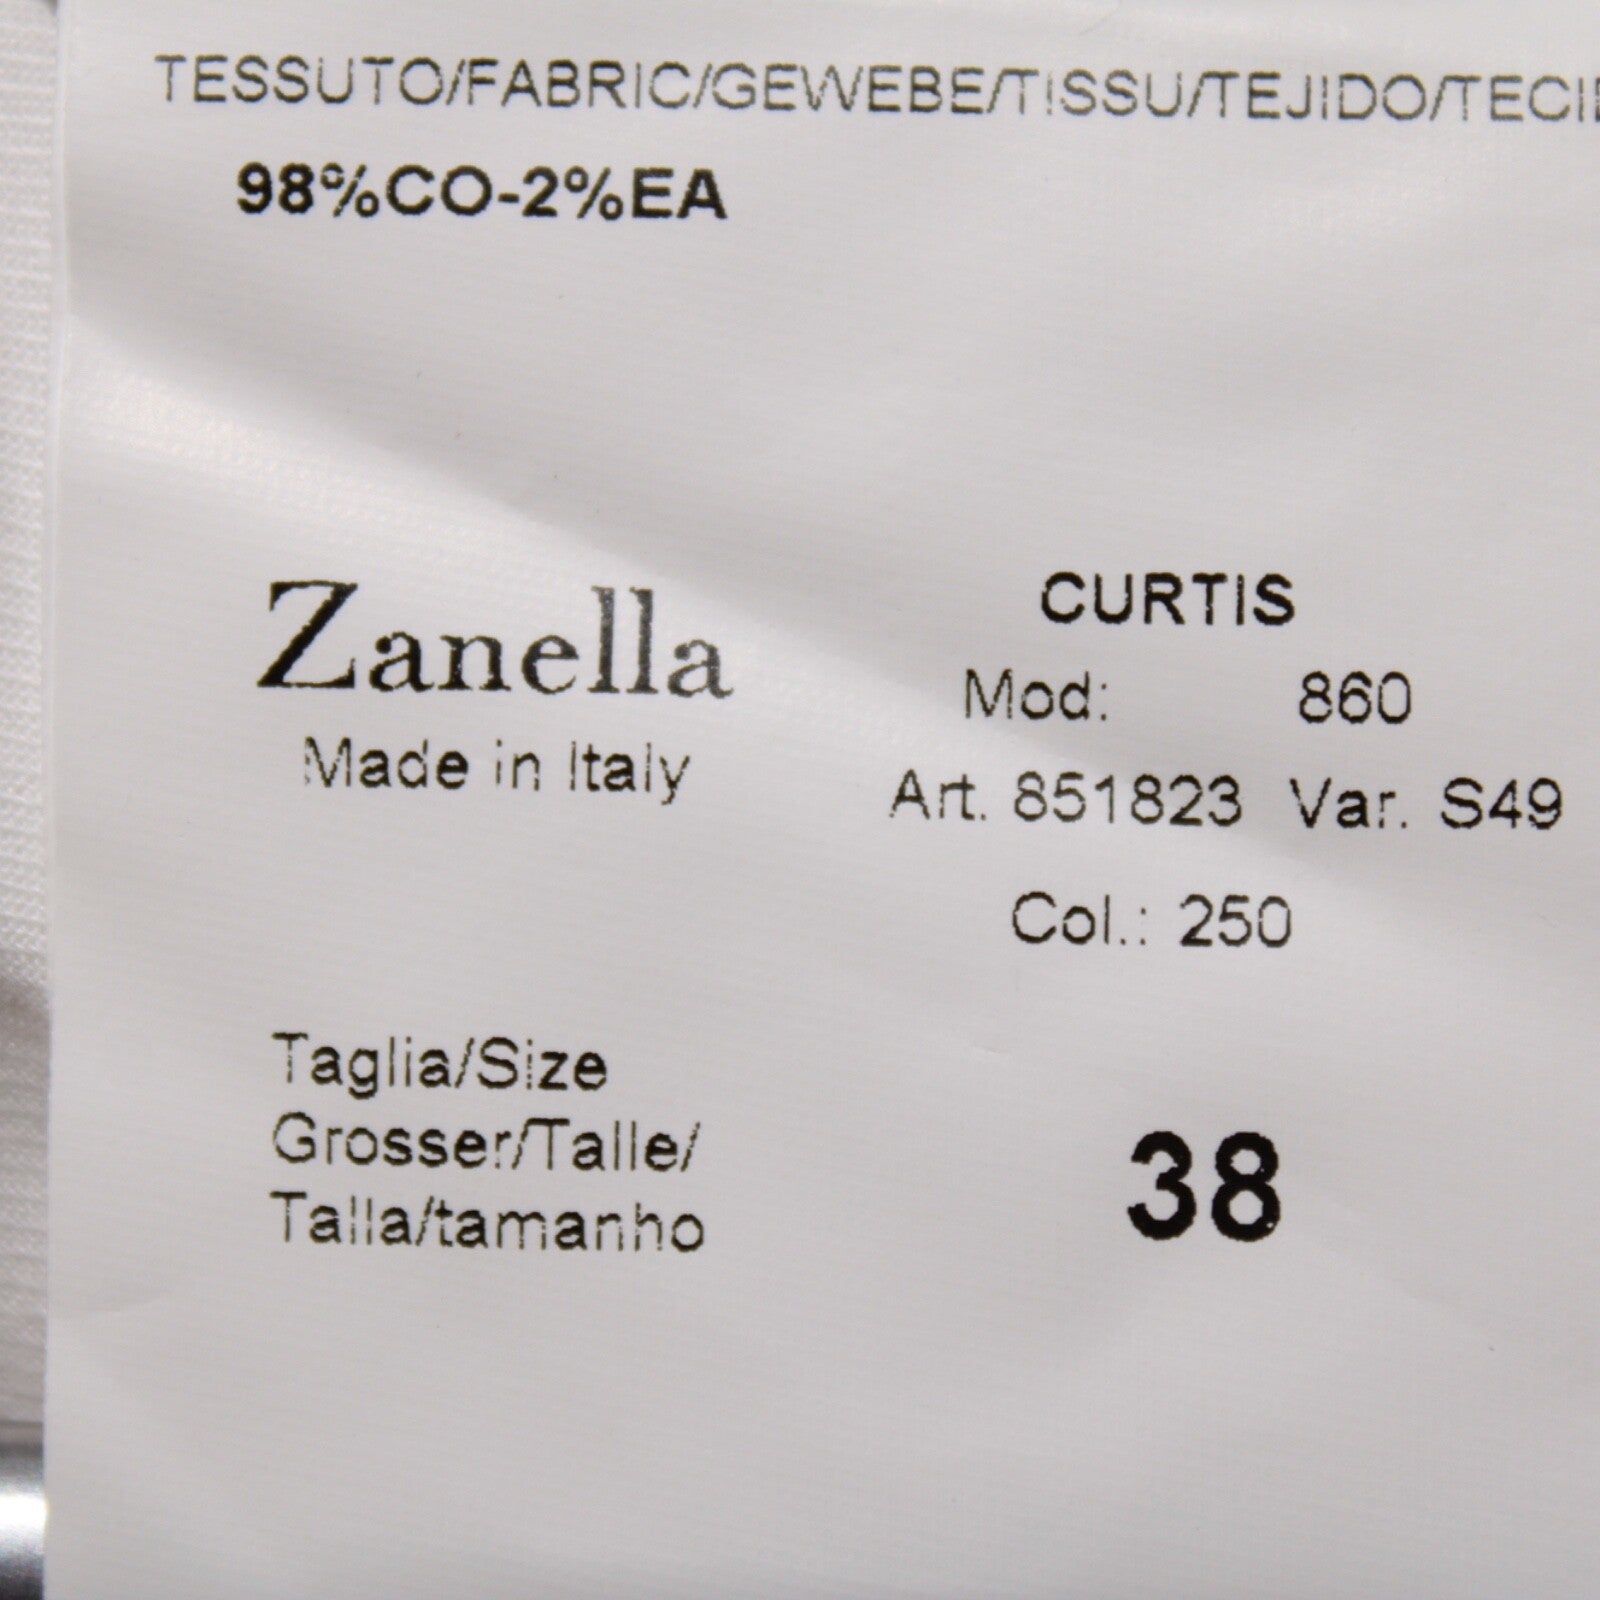 TESSUTO/FABRIC/GEWEBE/TISSU/TEJIDO/
98%CO-2%EA
Zanella
Made in Italy
CURTIS
Mod: 860
Art. 851823 Var. S49
Col.: 250
Taglia/Size
Grosser/Talle/
Talla/tamanho
38